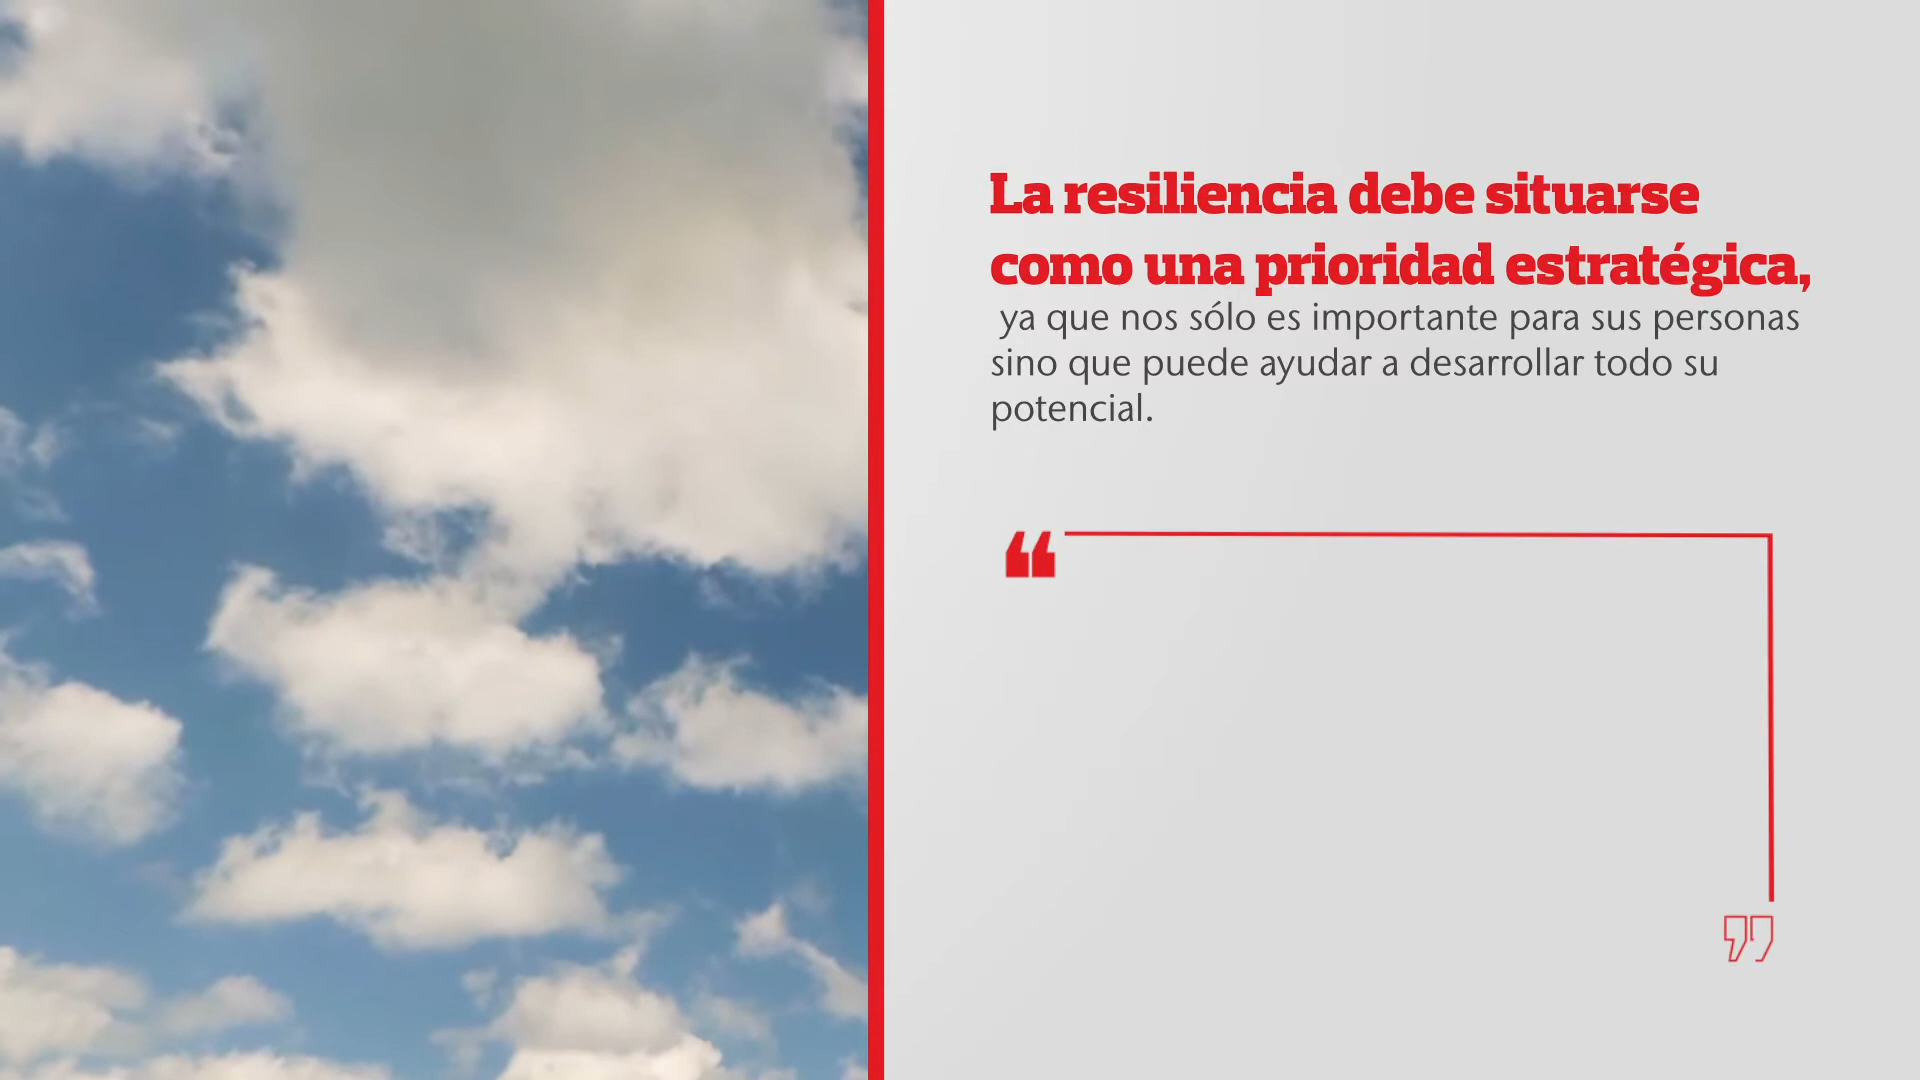 La resiliencia debe situarse
como una prioridad estratégica,
ya que nos sólo es importante para sus personas
sino que puede ayudar a desarrollar todo su
potencial.
❝
❞